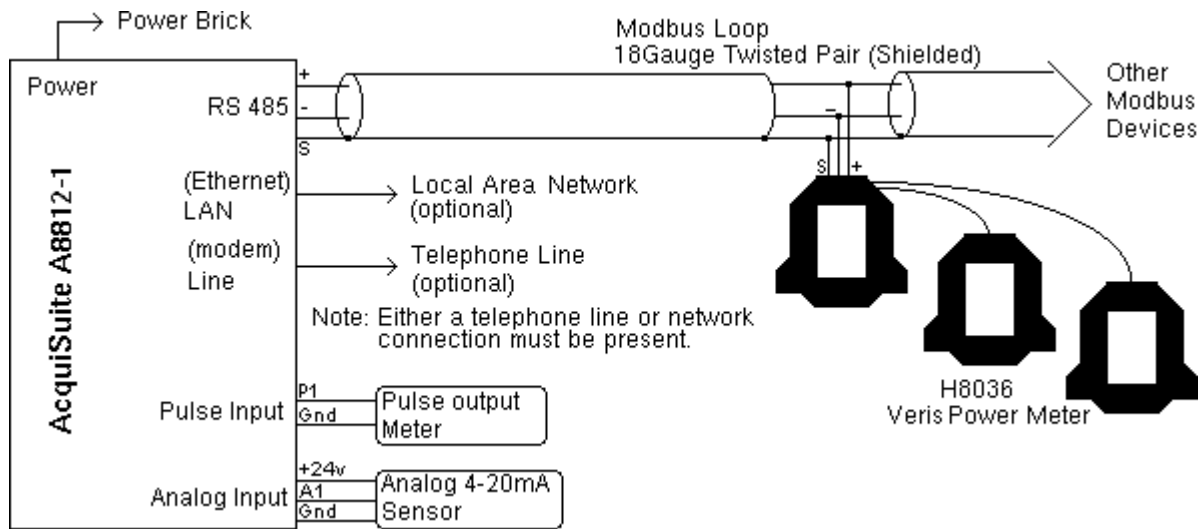 Power Brick
Modbus Loop
18Gauge Twisted Pair (Shielded)
Power
+
RS 485
-
S
Other
Modbus
Devices
-
S +
(Ethernet)
LAN
Local Area Network
(optional)
(modem)
Line
Telephone Line
(optional)
Note: Either a telephone line or network
connection must be present.
AcquiSuite A8812-1
H8036
Veris Power Meter
Pulse Input
P1
Gnd
Pulse output
Meter
Analog Input
+24v
A1
Gnd
Analog 4-20mA
Sensor